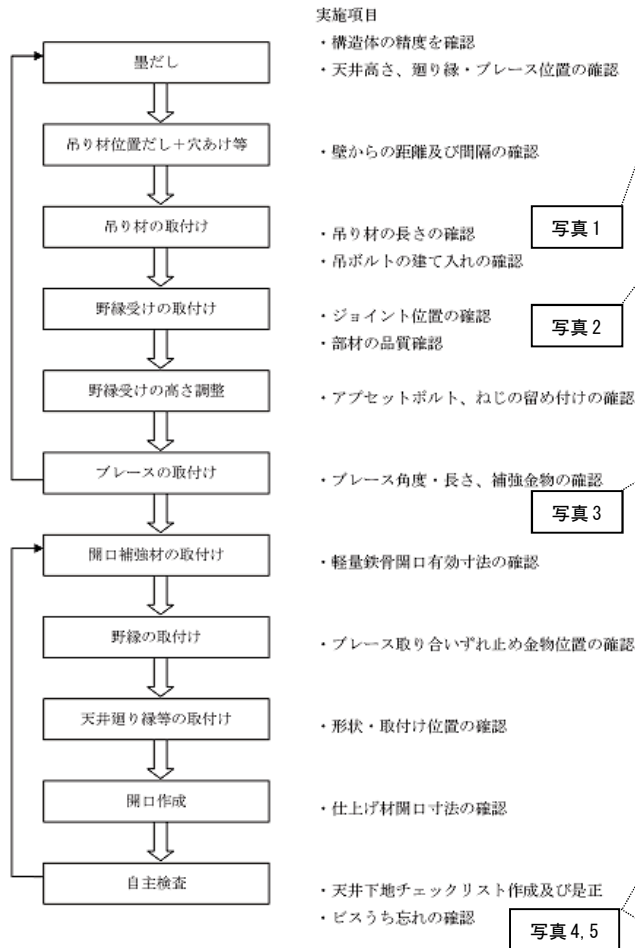 実施項目
墨だし
・構造体の精度を確認
・天井高さ、廻り縁・ブレース位置の確認
吊り材位置だし＋穴あけ等
・壁からの距離及び間隔の確認
写真1
吊り材の取付け
・吊り材の長さの確認
・吊ボルトの建て入れの確認
野縁受けの取付け
・ジョイント位置の確認
・部材の品質確認
写真2
野縁受けの高さ調整
・アプセットボルト、ねじの留め付けの確認
ブレースの取付け
・ブレース角度・長さ、補強金物の確認
写真3
開口補強材の取付け
・軽量鉄骨開口有効寸法の確認
野縁の取付け
・ブレース取り合いずれ止め金物位置の確認
天井廻り縁等の取付け
・形状・取付け位置の確認
開口作成
・仕上げ材開口寸法の確認
自主検査
・天井下地チェックリスト作成及び是正
・ビスうち忘れの確認
写真4,5